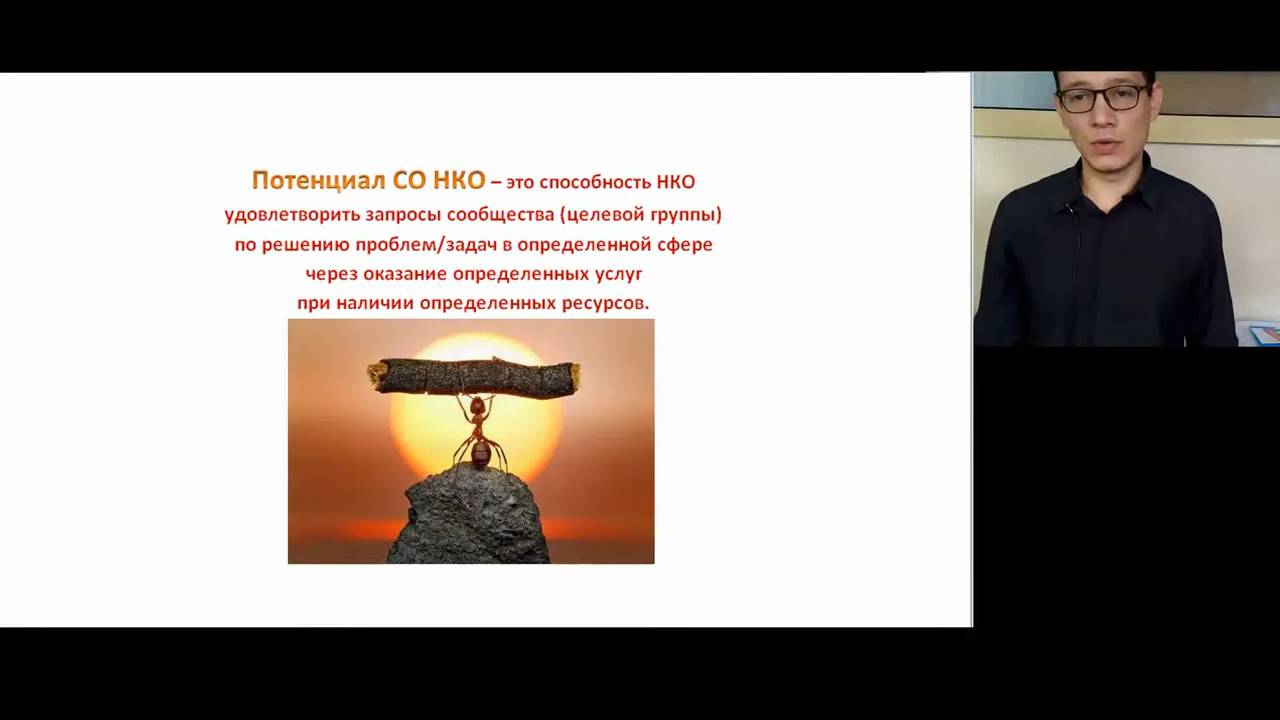 Потенциал СО НКО – это способность НКО
удовлетворить запросы сообщества (целевой группы)
по решению проблем/задач в определенной сфере
через оказание определенных услуг
при наличии определенных ресурсов.